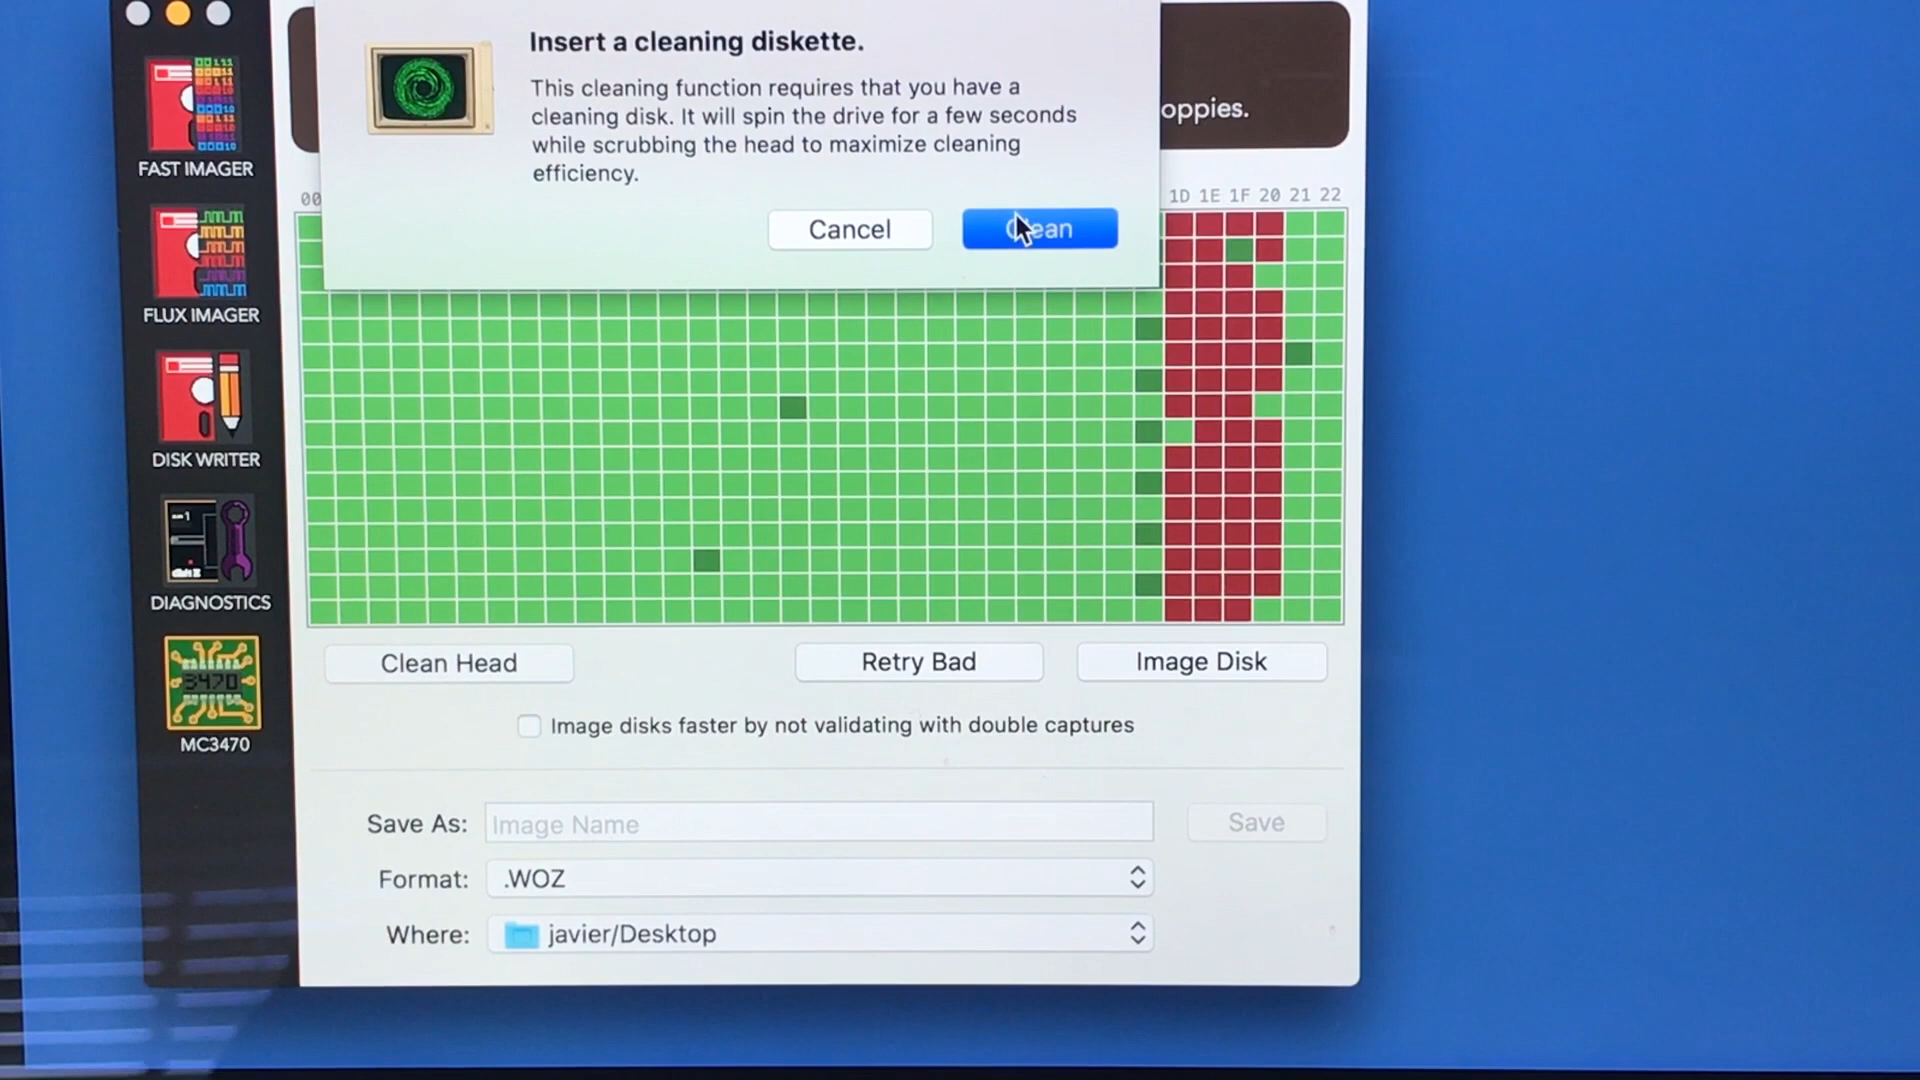 Insert a cleaning diskette.
This cleaning function requires that you have a
cleaning disk. It will spin the drive for a few seconds
while scrubbing the head to maximize cleaning
efficiency.
Cancel
Clean
oppies.
FAST IMAGER
FLUX IMAGER
DISK WRITER
DIAGNOSTICS
3470
MC3470
00
1D 1E 1F 20 21 22
Clean Head
Retry Bad
Image Disk
Image disks faster by not validating with double captures
Save As:
Image Name
Save
Format:
.WOZ
Where:
javier/Desktop